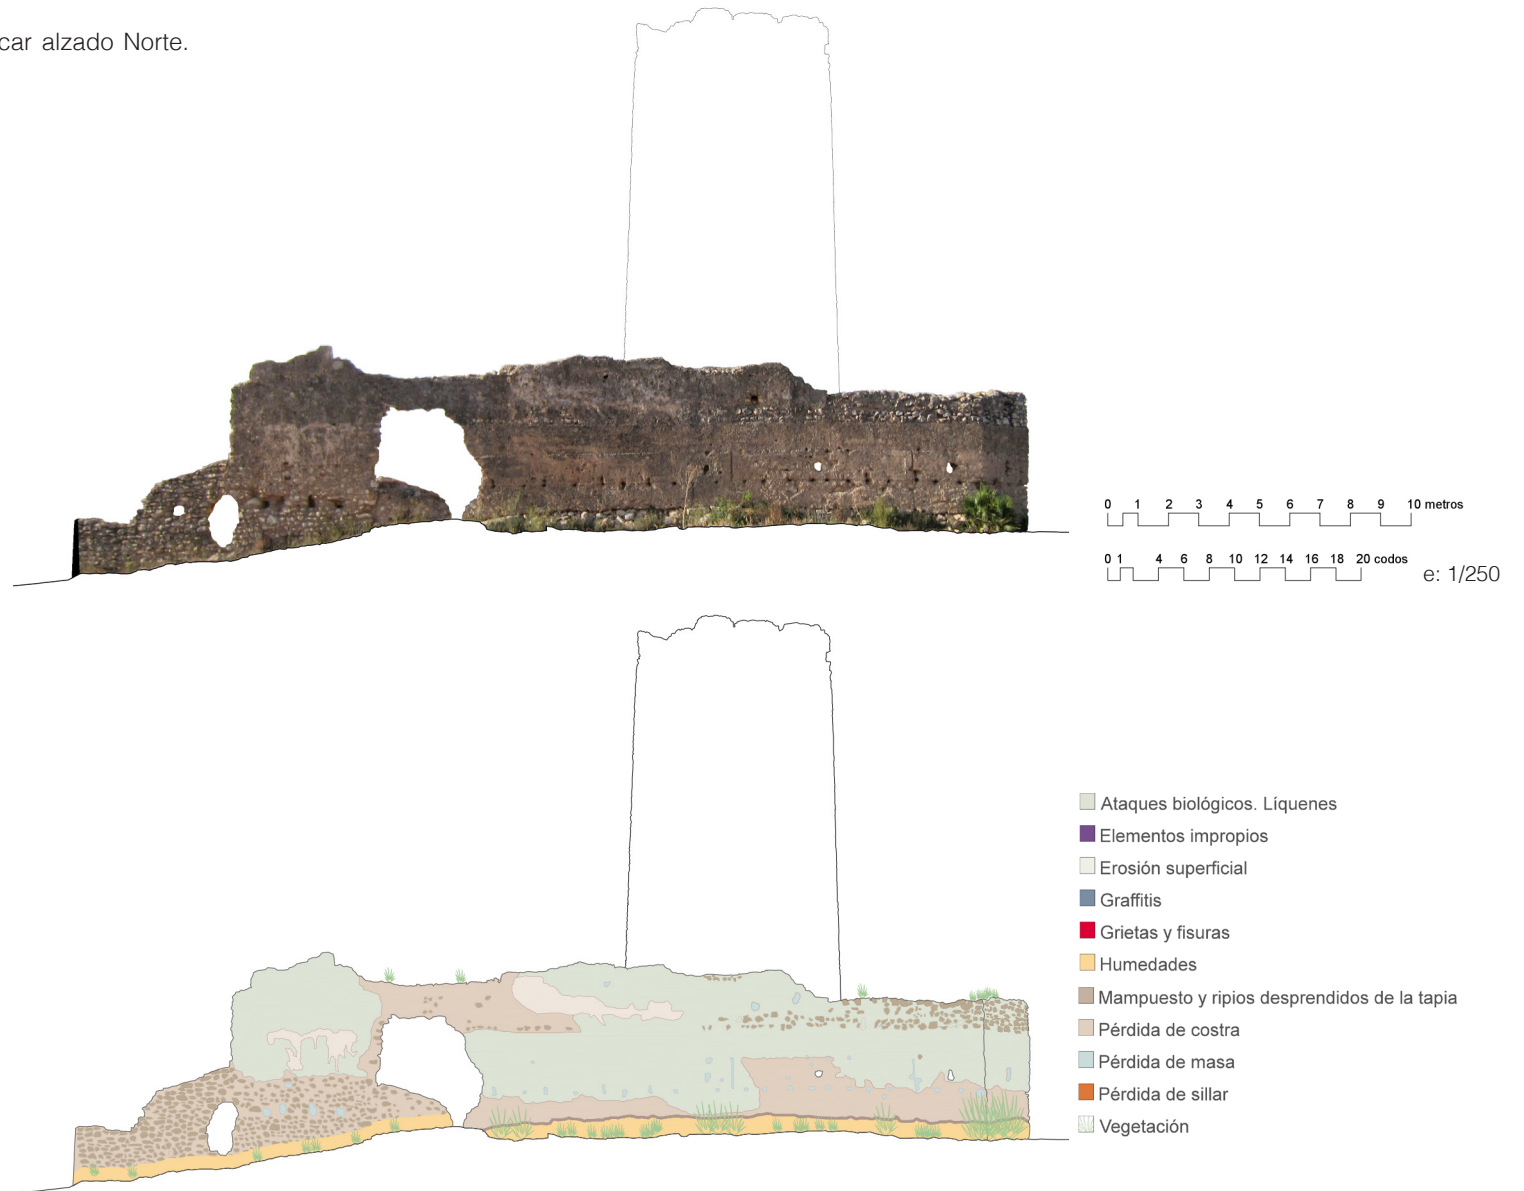 alzado Norte.
0 1 2 3 4 5 6 7 8 9 10 metros
0 1 4 6 8 10 12 14 16 18 20 codos
e: 1/250
Ataques biológicos. Líquenes
Elementos impropios
Erosión superficial
Graffitis
Grietas y fisuras
Humedades
Mampuesto y ripios desprendidos de la tapia
Pérdida de costra
Pérdida de masa
Pérdida de sillar
Vegetación